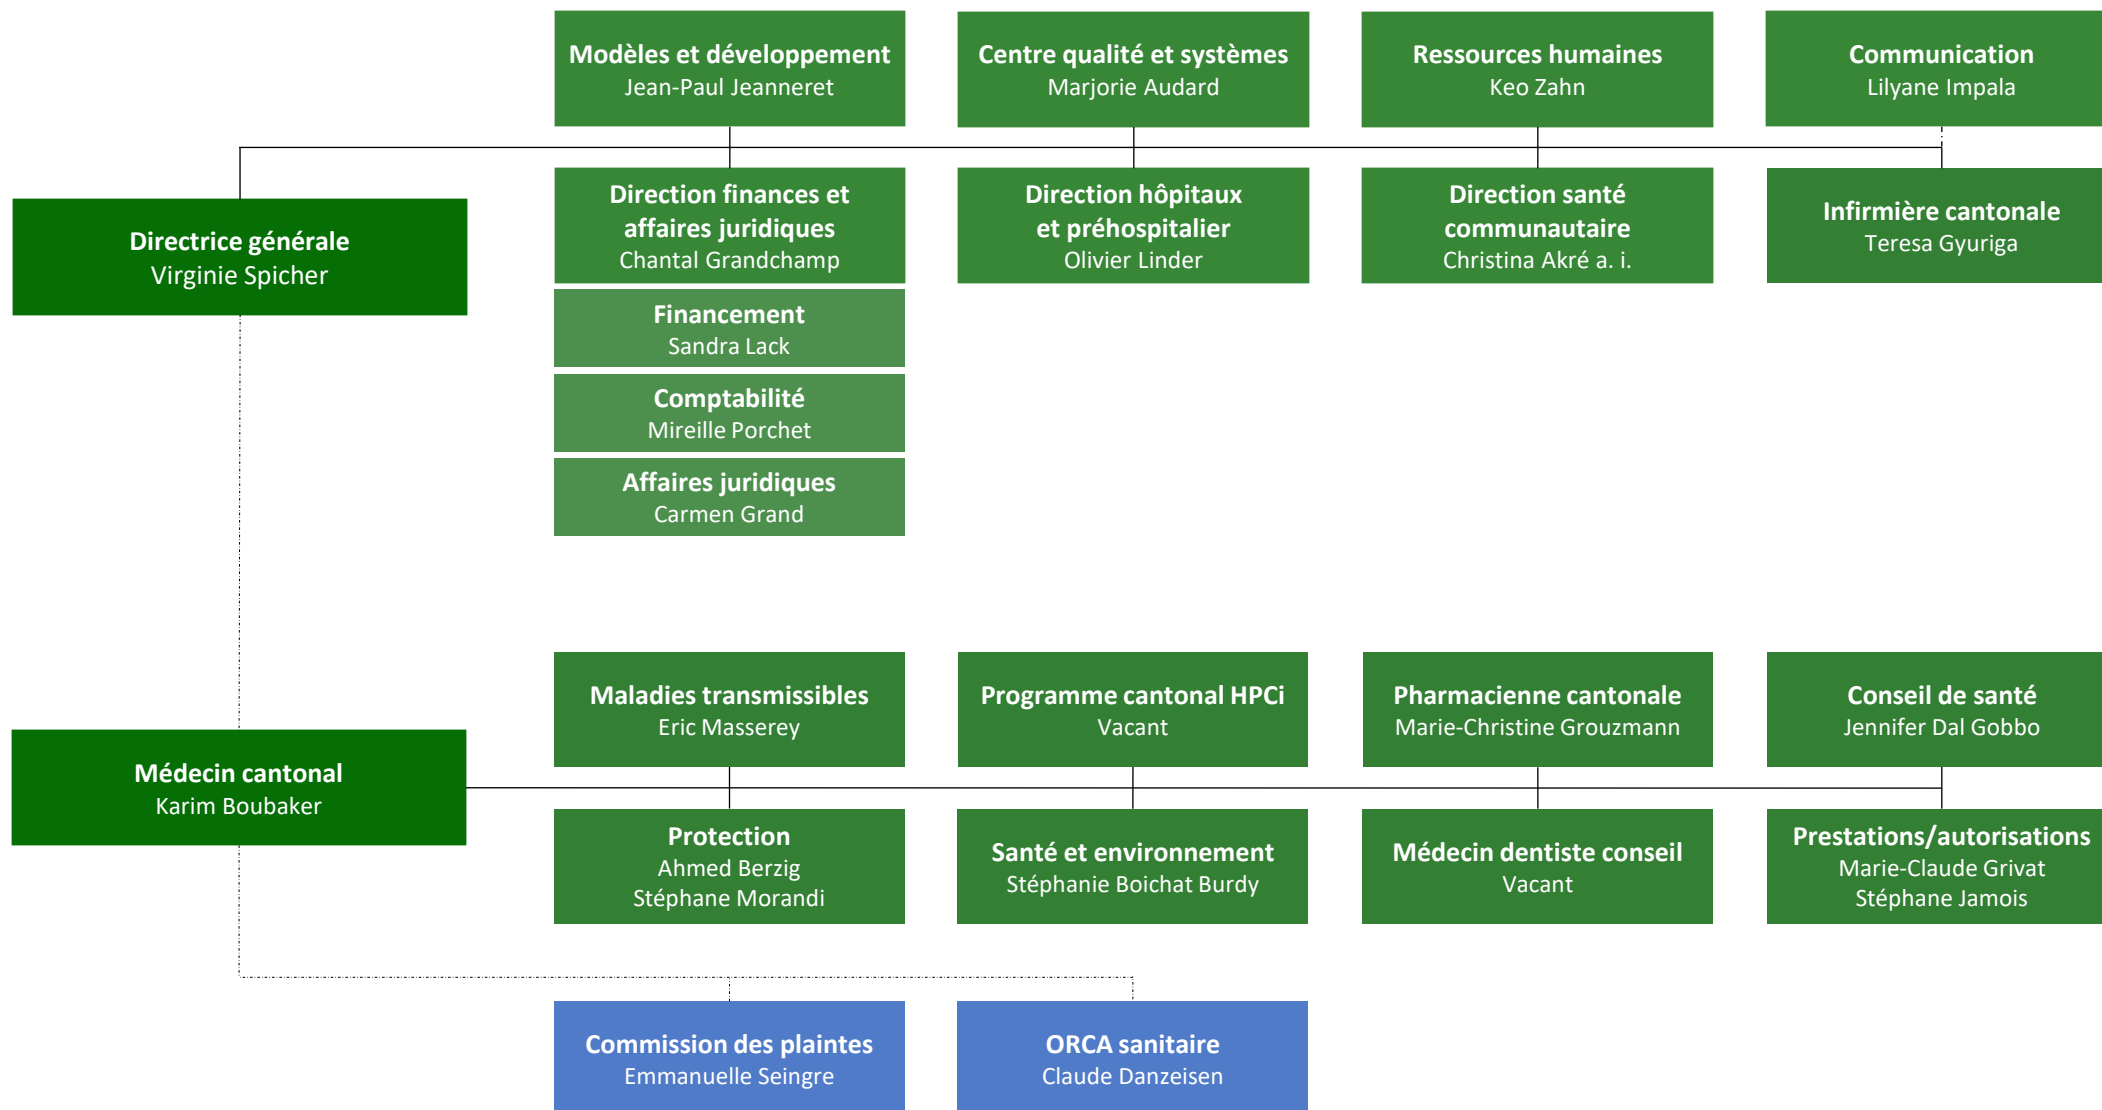 Modèles et développement
Jean-Paul Jeanneret
Centre qualité et systèmes
Marjorie Audard
Ressources humaines
Keo Zahn
Communication
Lilyane Impala
Directrice générale
Virginie Spicher
Direction finances et
affaires juridiques
Chantal Grandchamp
Direction hôpitaux
et préhospitalier
Olivier Linder
Direction santé
communautaire
Christina Akré a. i.
Infirmière cantonale
Teresa Gyuriga
Financement
Sandra Lack
Comptabilité
Mireille Porchet
Affaires juridiques
Carmen Grand
Maladies transmissibles
Eric Masserey
Programme cantonal HPCi
Vacant
Pharmacienne cantonale
Marie-Christine Grouzmann
Conseil de santé
Jennifer Dal Gobbo
Médecin cantonal
Karim Boubaker
Protection
Ahmed Berzig
Stéphane Morandi
Santé et environnement
Stéphanie Boichat Burdy
Médecin dentiste conseil
Vacant
Prestations/autorisations
Marie-Claude Grivat
Stéphane Jamois
Commission des plaintes
Emmanuelle Seingre
ORCA sanitaire
Claude Danzeisen